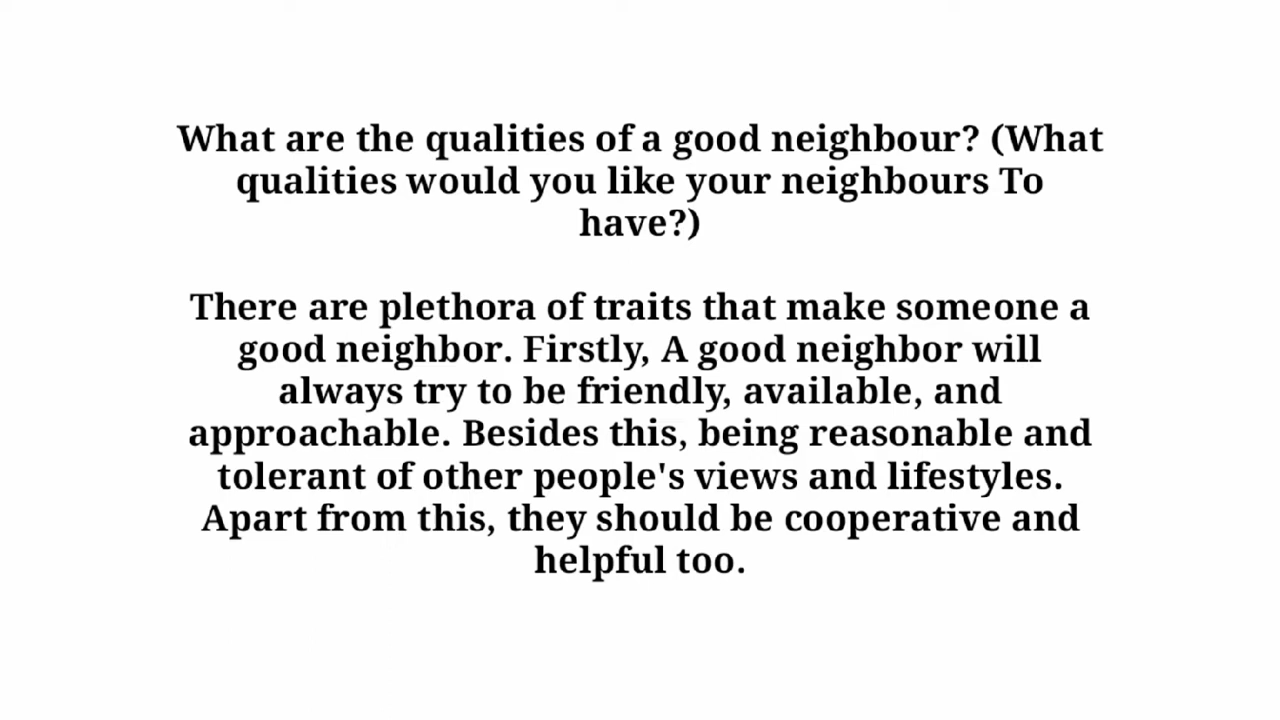 What are the qualities of a good neighbour? (What
qualities would you like your neighbours To
have?)
There are plethora of traits that make someone a
good neighbor. Firstly, A good neighbor will
always try to be friendly, available, and
approachable. Besides this, being reasonable and
tolerant of other people's views and lifestyles.
Apart from this, they should be cooperative and
helpful too.